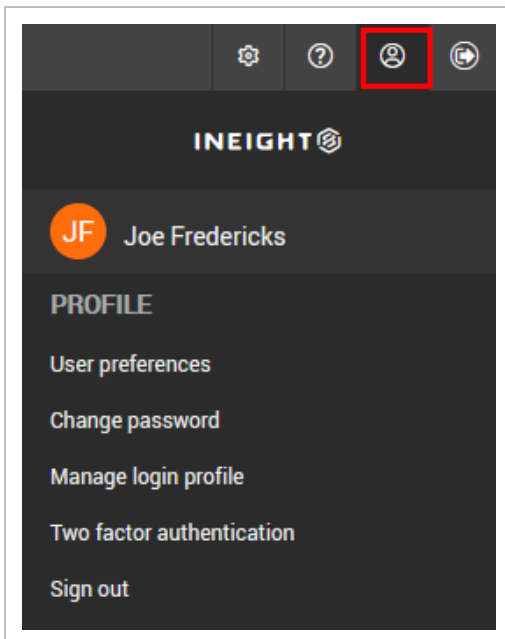 INEIGHT
JF Joe Fredericks
PROFILE
User preferences
Change password
Manage login profile
Two factor authentication
Sign out